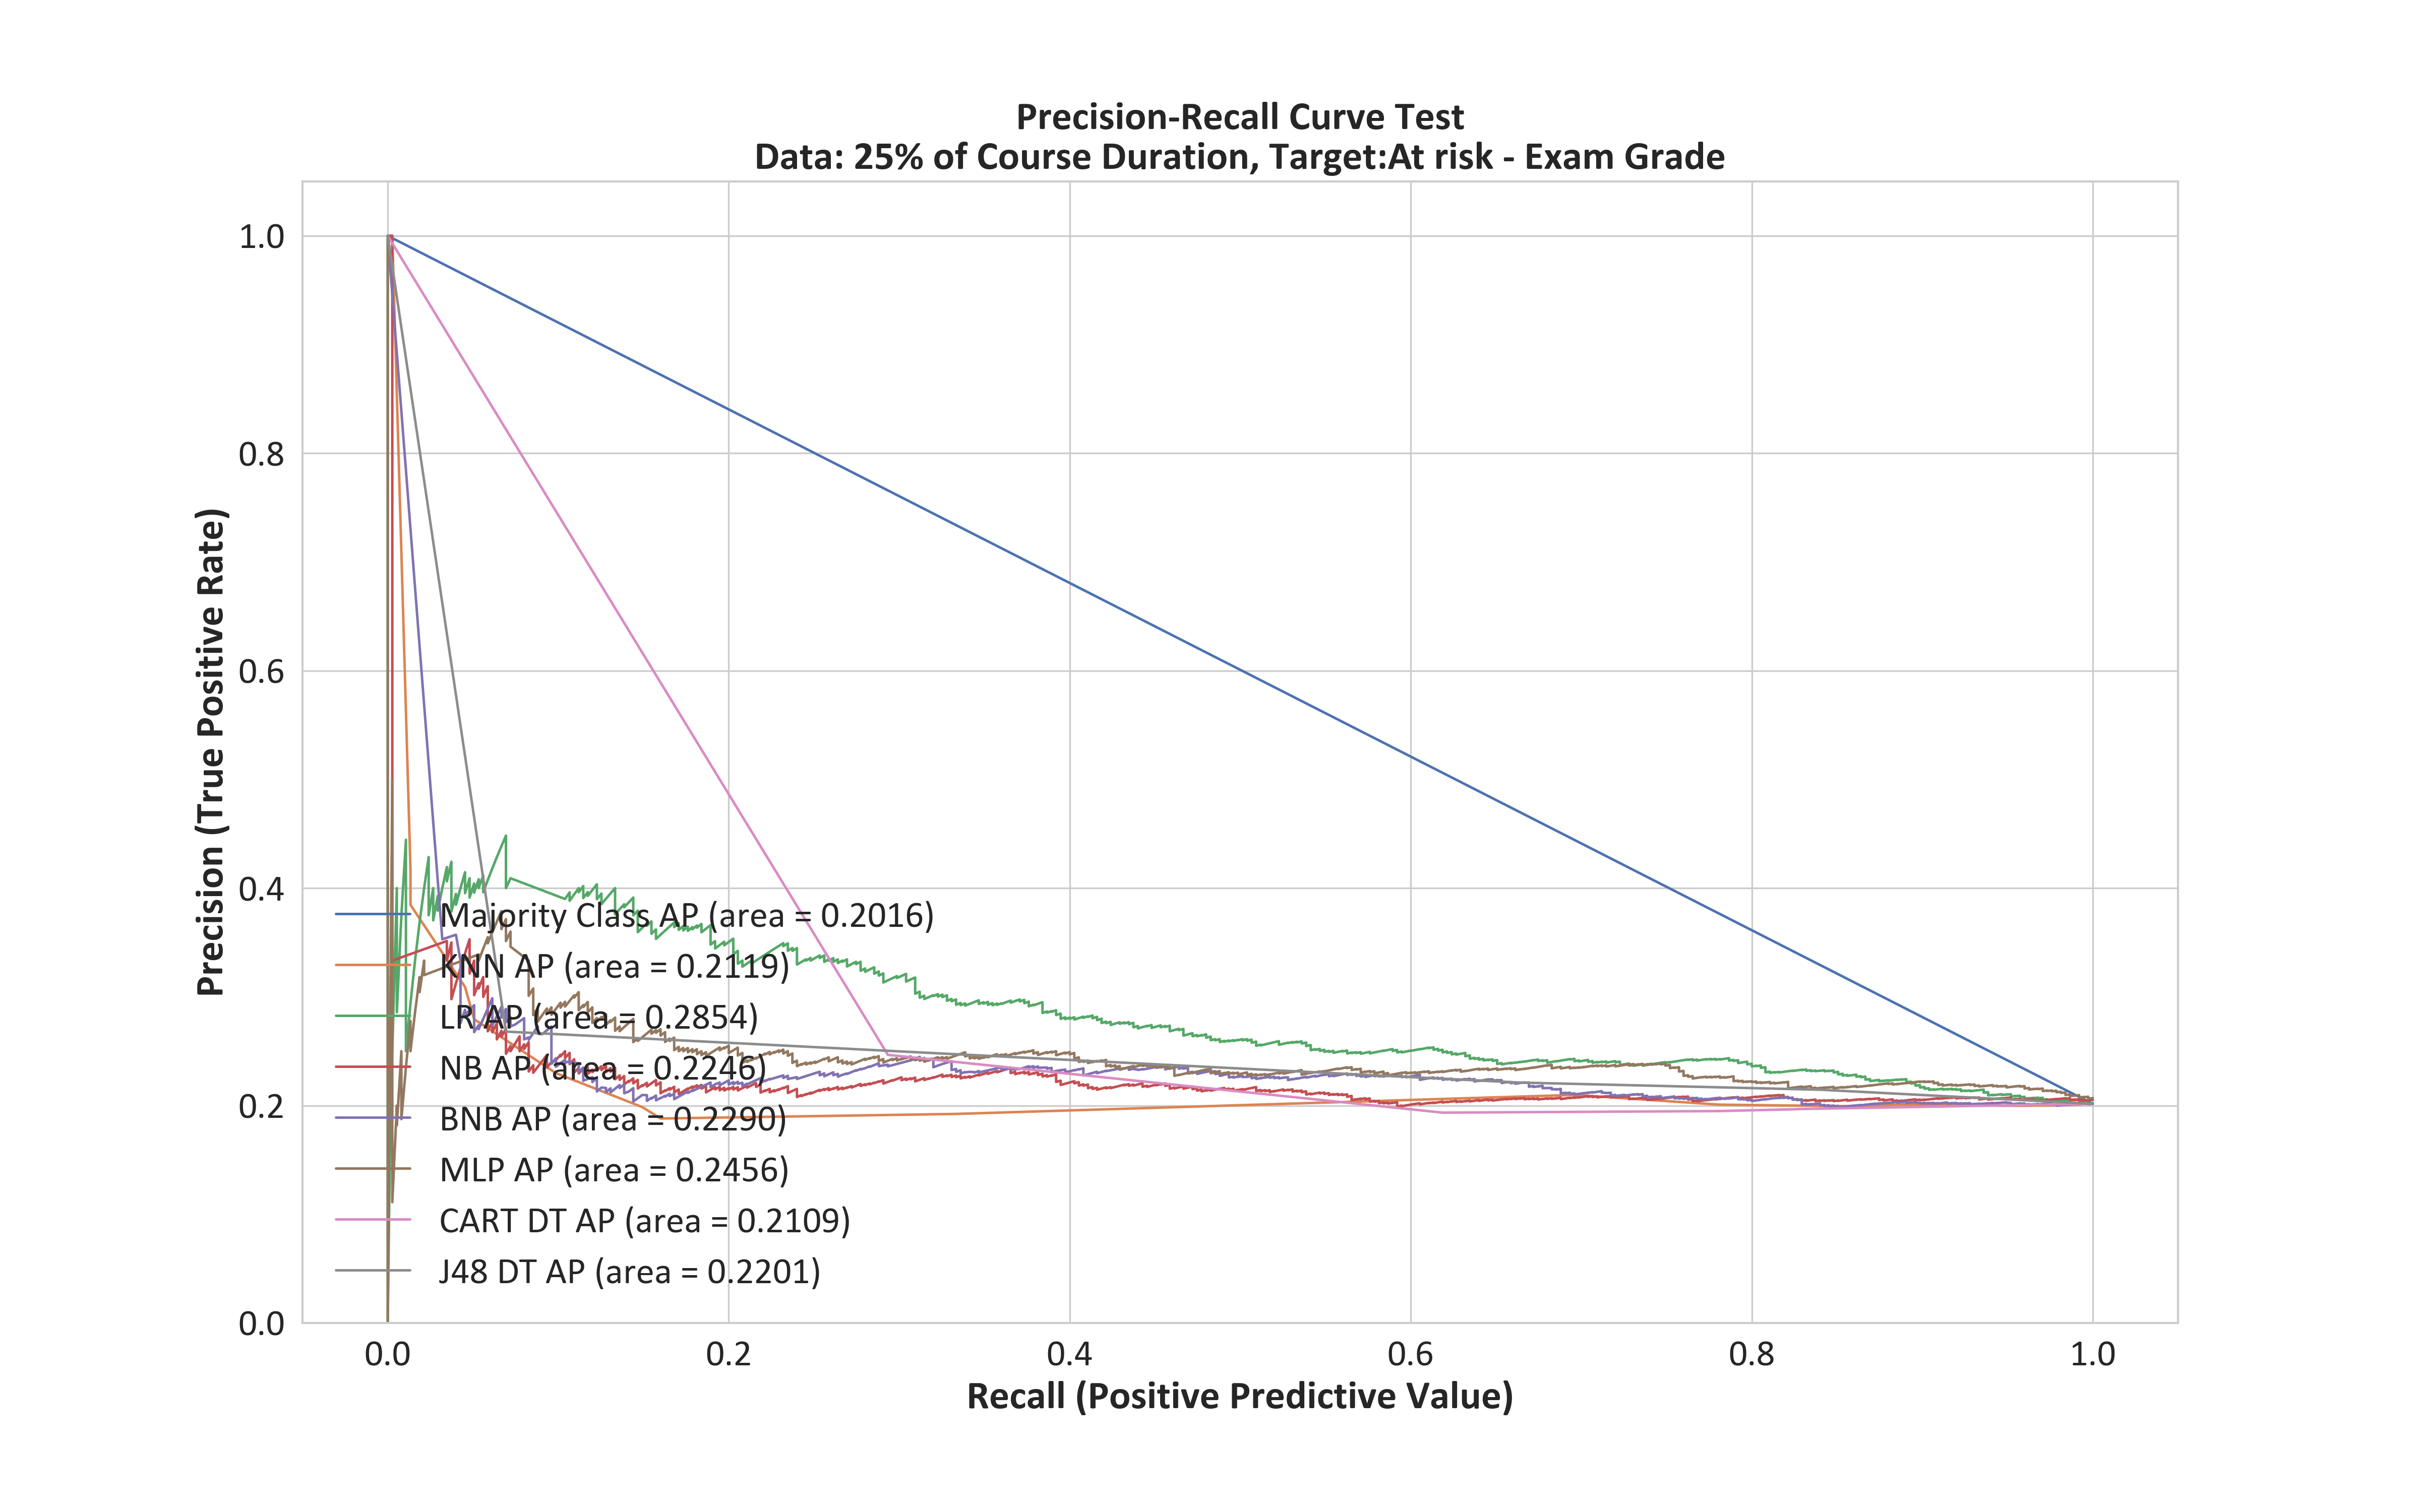 Precision-Recall Curve Test
Data: 25% of Course Duration, Target:At risk - Exam Grade
1.0
0.8
0.6
0.4
0.2
0.0
Precision (True Positive Rate)
Majority Class AP (area = 0.2016)
KNN AP (area = 0.2119)
LR AP (area = 0.2854)
NB AP (area = 0.2246)
BNB AP (area = 0.2290)
MLP AP (area = 0.2456)
CART DT AP (area = 0.2109)
J48 DT AP (area = 0.2201)
0.0 0.2 0.4 0.6 0.8 1.0
Recall (Positive Predictive Value)